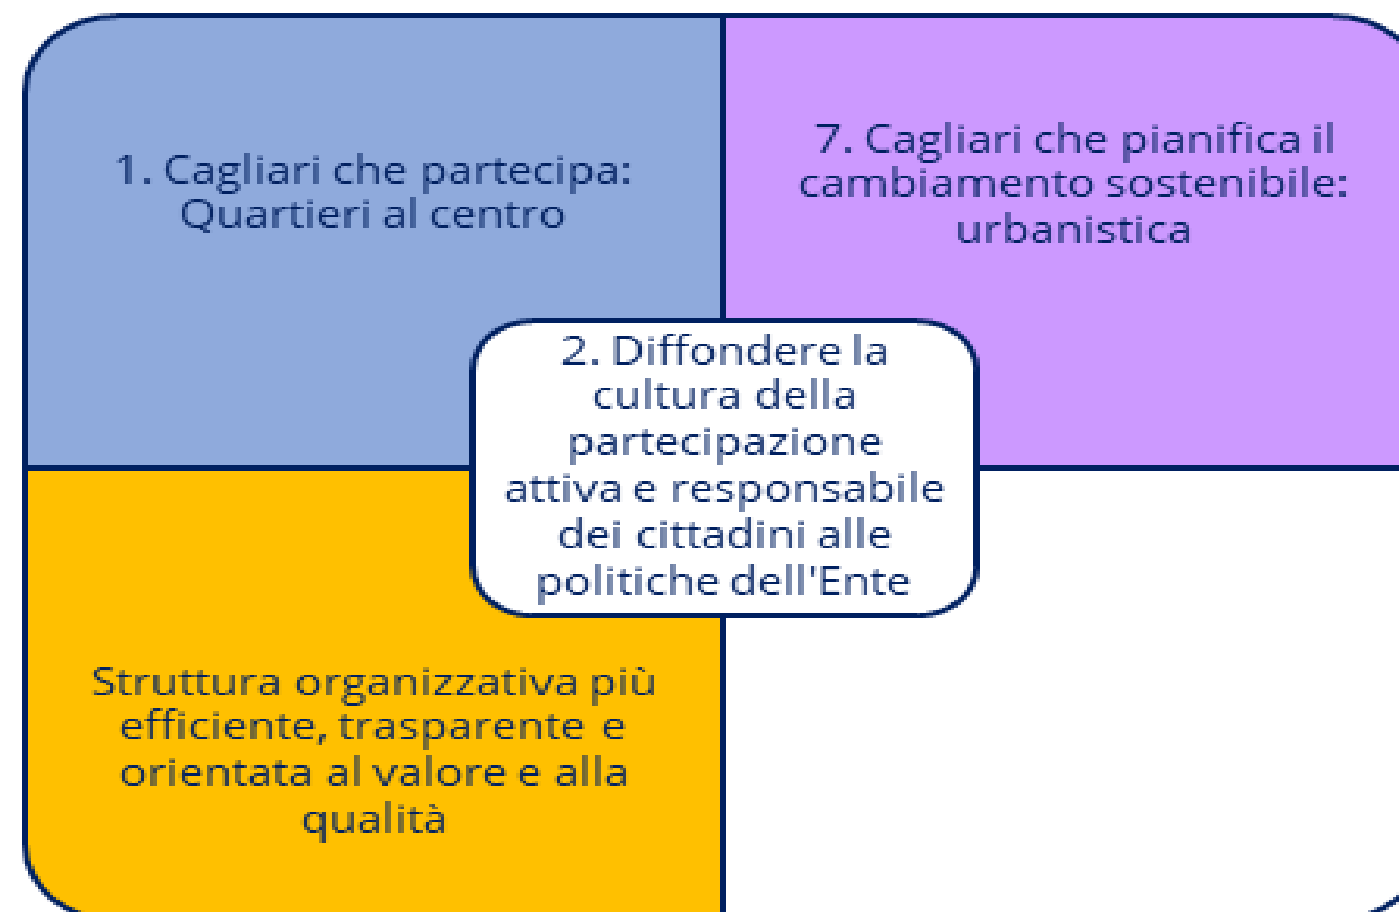 1. Cagliari che partecipa:
Quartieri al centro
7. Cagliari che pianifica il
cambiamento sostenibile:
urbanistica
2. Diffondere la
cultura della
partecipazione
attiva e responsabile
dei cittadini alle
politiche dell'Ente
Struttura organizzativa più
efficiente, trasparente e
orientata al valore e alla
qualità